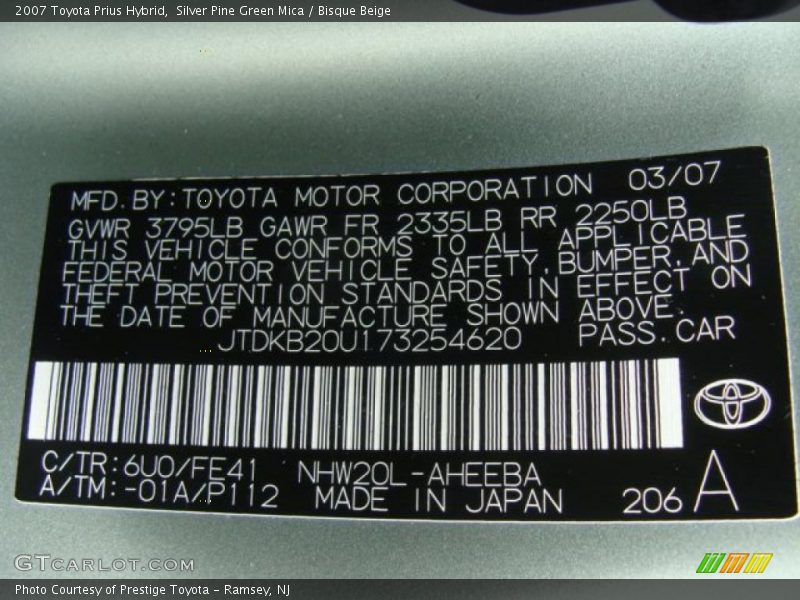 2007 Toyota Prius Hybrid,  Silver Pine Green Mica / Bisque Beige
MFD. BY: TOYOTA MOTOR CORPORATION 03/07
GVWR 3795LB GAWR FR 2335LB RR 2250LB
THIS VEHICLE CONFORMS TO ALL APPLICABLE
FEDERAL MOTOR VEHICLE SAFETY, BUMPER, AND
THEFT PREVENTION STANDARDS IN EFFECT ON
THE DATE OF MANUFACTURE SHOWN ABOVE.
JTDKB20U173254620 PASS. CAR
C/TR: 6U0/FE41 NHW20L-AHEEBA
A/TM: -01A/P112 MADE IN JAPAN 206 A
GTCARLOT.COM
Photo Courtesy of Prestige Toyota – Ramsey, NJ